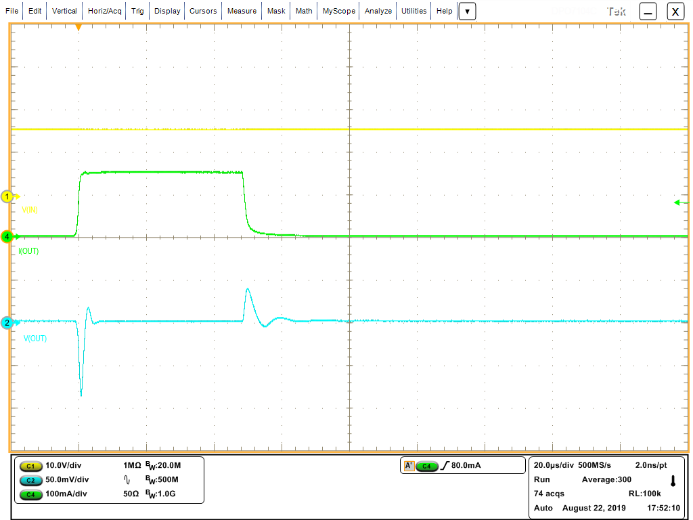 File Edit Vertical Horiz/Acq Trig Display Cursors Measure Mask Math MyScope Analyze Utilities Help Tek X
1
V(IN)
4
I(OUT)
2
V(OUT)
C1 10.0V/div 1MΩ BW:20.0M
C2 50.0mV/div BW:500M
C4 100mA/div 50Ω BW:1.0G
A' C4 80.0mA
20.0µs/div 500MS/s 2.0ns/pt
Run Average:300
74 acqs RL:100k
Auto August 22, 2019 17:52:10